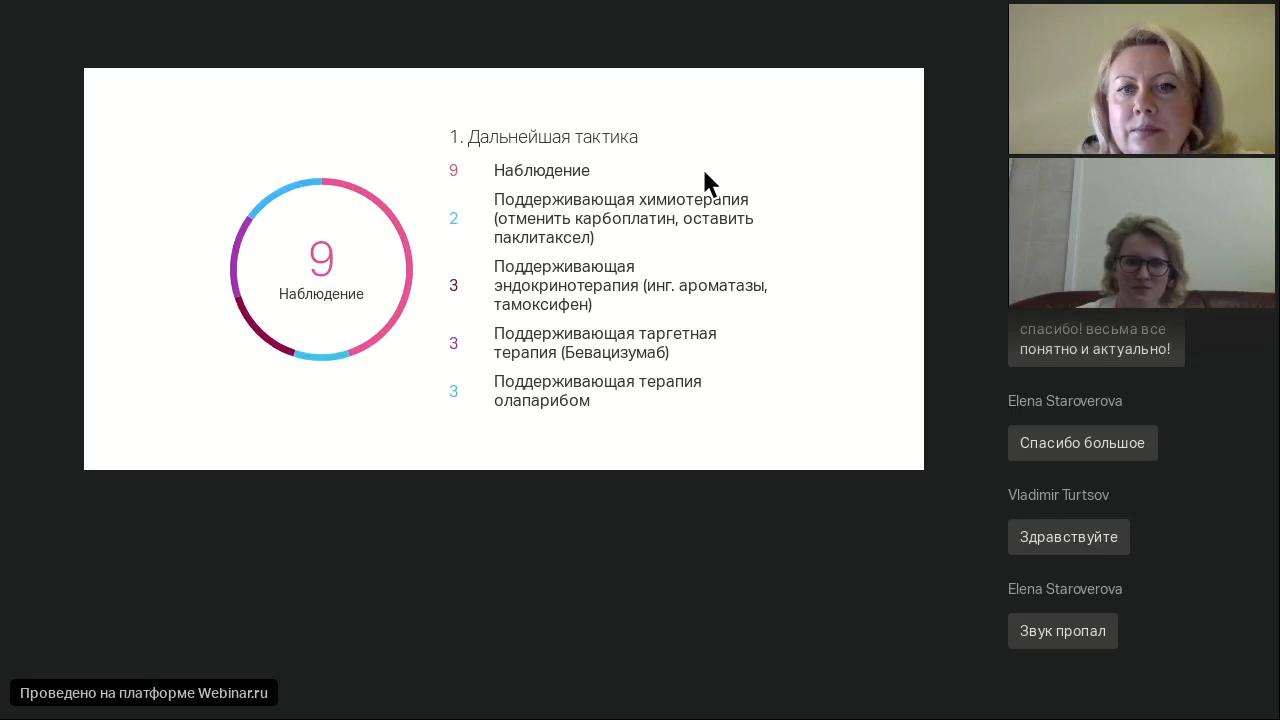 1. Дальнейшая тактика
9 Наблюдение
2 Поддерживающая химиотерапия
(отменить карбоплатин, оставить
паклитаксел)
3 Поддерживающая
эндокринотерапия (инг. ароматазы,
тамоксифен)
3 Поддерживающая таргетная
терапия (Бевацизумаб)
3 Поддерживающая терапия
олапарибом
9
Наблюдение
спасибо! весьма все
понятно и актуально!
Elena Staroverova
Спасибо большое
Vladimir Turtsov
Здравствуйте
Elena Staroverova
Звук пропал
Проведено на платформе Webinar.ru